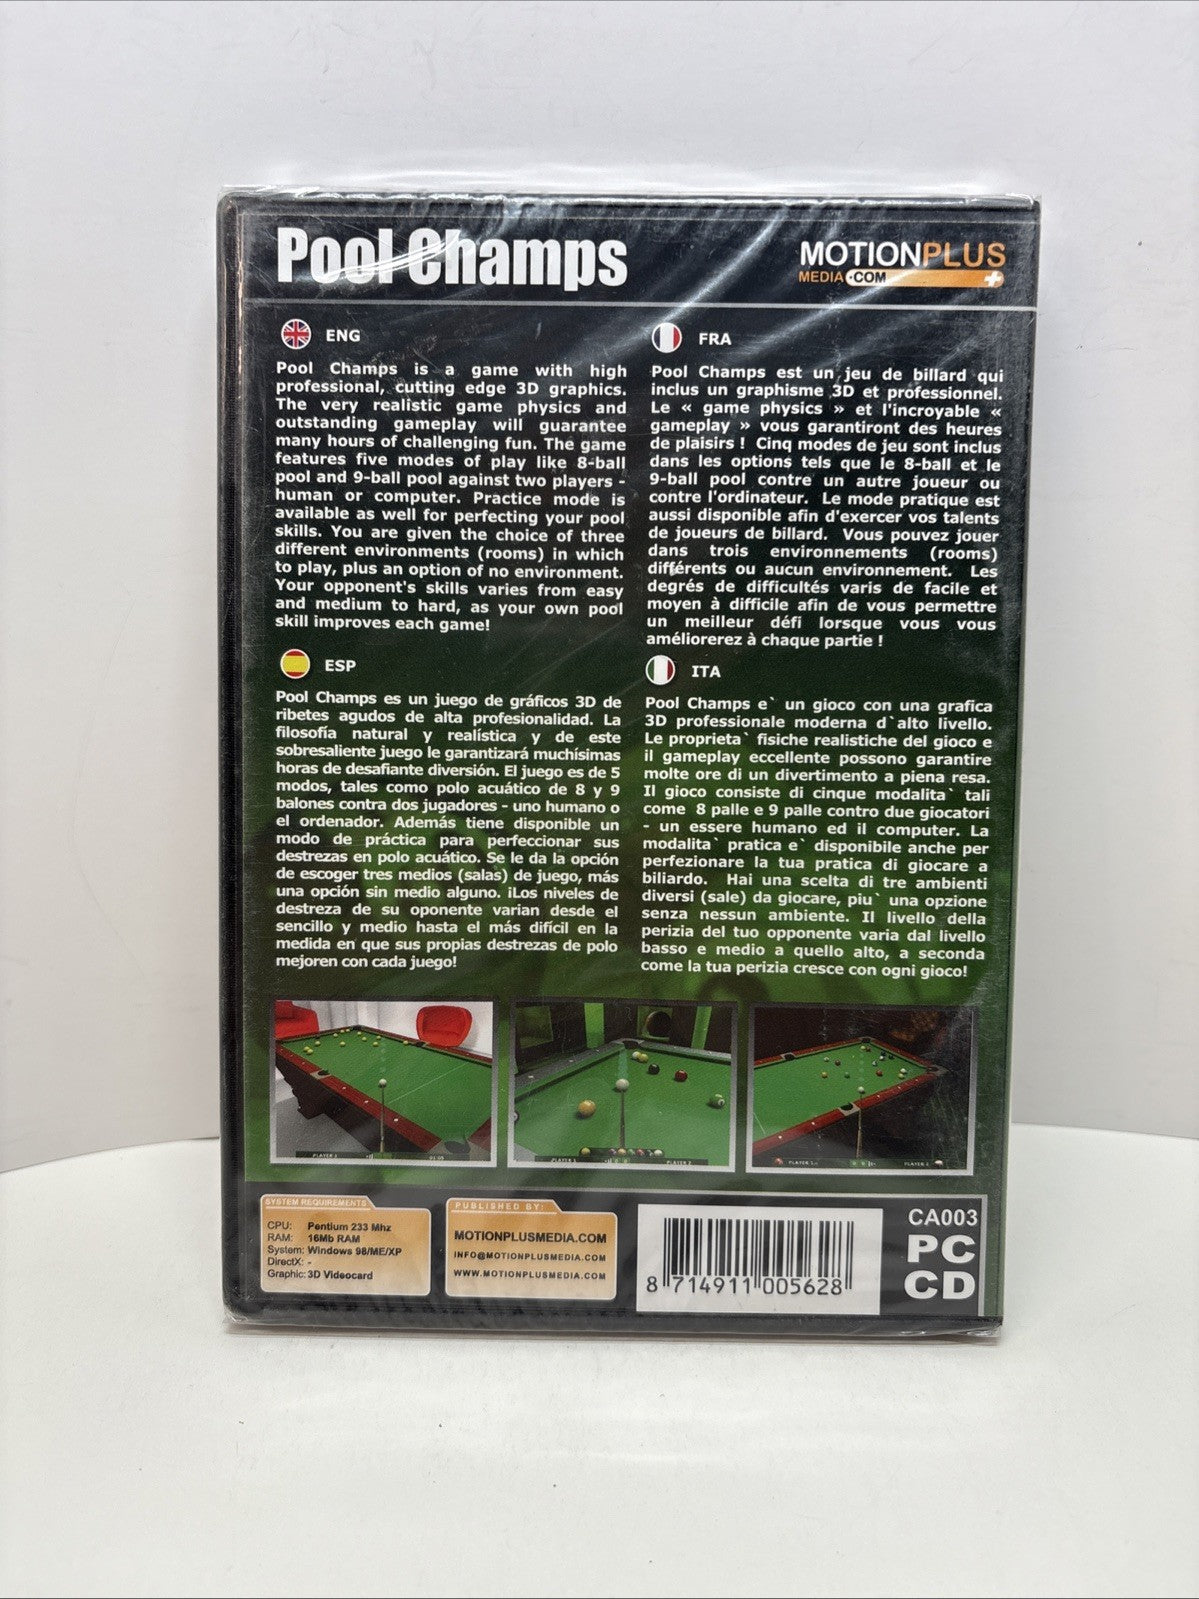 Pool Champs
MOTIONPLUS
MEDIA.COM
ENG
Pool Champs is a game with high
professional, cutting edge 3D graphics.
The very realistic game physics and
outstanding gameplay will guarantee
many hours of challenging fun. The game
features five modes of play like 8-ball
pool and 9-ball pool against two players -
human or computer. Practice mode is
available as well for perfecting your pool
skills. You are given the choice of three
different environments (rooms) in which
to play, plus an option of no environment.
Your opponent's skills varies from easy
and medium to hard, as your own pool
skill improves each game!
FRA
Pool Champs est un jeu de billard qui
inclus un graphisme 3D et professionnel.
Le « game physics » et l'incroyable «
gameplay » vous garantiront des heures
de plaisirs ! Cinq modes de jeu sont inclus
dans les options tels que le 8-ball et le
9-ball pool contre un autre joueur ou
contre l'ordinateur. Le mode pratique est
aussi disponible afin d'exercer vos talents
de joueurs de billard. Vous pouvez jouer
dans trois environnements (rooms)
différents ou aucun environnement. Les
degrés de difficultés varis de facile et
moyen à difficile afin de vous permettre
un meilleur défi lorsque vous vous
améliorerez à chaque partie !
ESP
Pool Champs es un juego de gráficos 3D de
ribetes agudos de alta profesionalidad. La
filosofía natural y realística y de este
sobresaliente juego le garantizará muchísimas
horas de desafiante diversión. El juego es de 5
modos, tales como polo acuático de 8 y 9
balones contra dos jugadores - uno humano o
el ordenador. Además tiene disponible un
modo de práctica para perfeccionar sus
destrezas en polo acuático. Se le da la opción
de escoger tres medios (salas) de juego, más
una opción sin medio alguno. ¡Los niveles de
destreza de su oponente varian desde el
sencillo y medio hasta el más difícil en la
medida en que sus propias destrezas de polo
mejoren con cada juego!
ITA
Pool Champs e` un gioco con una grafica
3D professionale moderna d`alto livello.
Le proprieta` fisiche realistiche del gioco e
il gameplay eccellente possono garantire
molte ore di un divertimento a piena resa.
Il gioco consiste di cinque modalita` tali
come 8 palle e 9 palle contro due giocatori
- un essere humano ed il computer. La
modalita` pratica e` disponibile anche per
perfezionare la tua pratica di giocare a
biliardo. Hai una scelta di tre ambienti
diversi (sale) da giocare, piu` una opzione
senza nessun ambiente. Il livello della
perizia del tuo opponente varia dal livello
basso e medio a quello alto, a seconda
come la tua perizia cresce con ogni gioco!
PLAYER 1
PLAYER 1
PLAYER 2
PLAYER 1
PLAYER 2
SYSTEM REQUIREMENTS
CPU: Pentium 233 Mhz
RAM: 16Mb RAM
System: Windows 98/ME/XP
DirectX: -
Graphic: 3D Videocard
PUBLISHED BY:
MOTIONPLUSMEDIA.COM
INFO@MOTIONPLUSMEDIA.COM
WWW.MOTIONPLUSMEDIA.COM
8 714911 005628
CA003
PC
CD